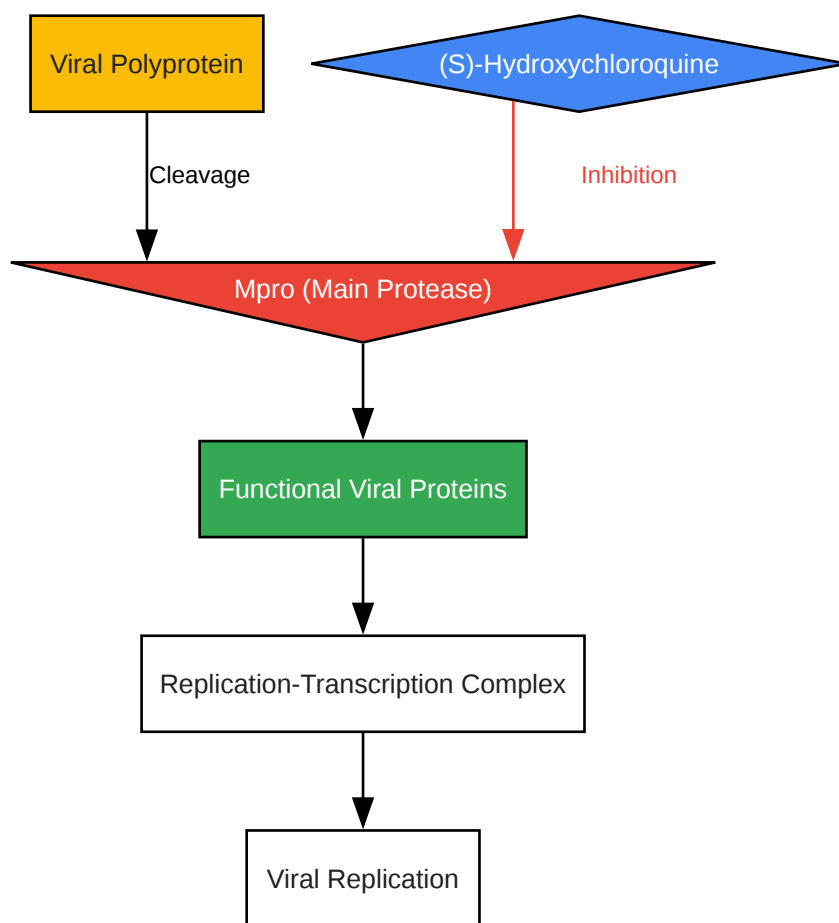 Viral Polyprotein
(S)-Hydroxychloroquine
Cleavage
Inhibition
Mpro (Main Protease)
Functional Viral Proteins
Replication-Transcription Complex
Viral Replication